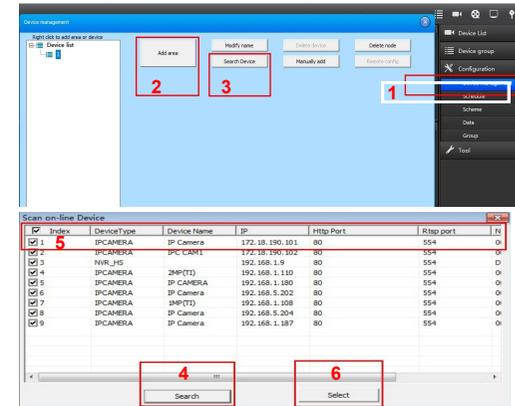 Device management
Right click to add area or device
Device list
1
Add area
Modify name
Delete device
Delete node
Search Device
Manually add
Remote config
2
3
1
Device List
Device group
Configuration
Schedule
Scheme
Data
Group
Tool
Scan on-line Device
Index DeviceType Device Name IP Http Port Rtsp port N
1 IPCAMERA IP Camera 172.18.190.101 80 554
5
2 IPCAMERA IPC CAM1 172.18.190.102 80 554
3 NVR_HS 192.168.1.9 80 554 D
4 IPCAMERA 2MP(TI) 192.168.1.110 80 554
5 IPCAMERA IP CAMERA 192.168.1.180 80 554
6 IPCAMERA IP Camera 192.168.5.202 80 554
7 IPCAMERA 1MP(TI) 192.168.1.108 80 554
8 IPCAMERA IP Camera 192.168.5.204 80 554
9 IPCAMERA IP Camera 192.168.1.187 80 554
4
6
Search
Select